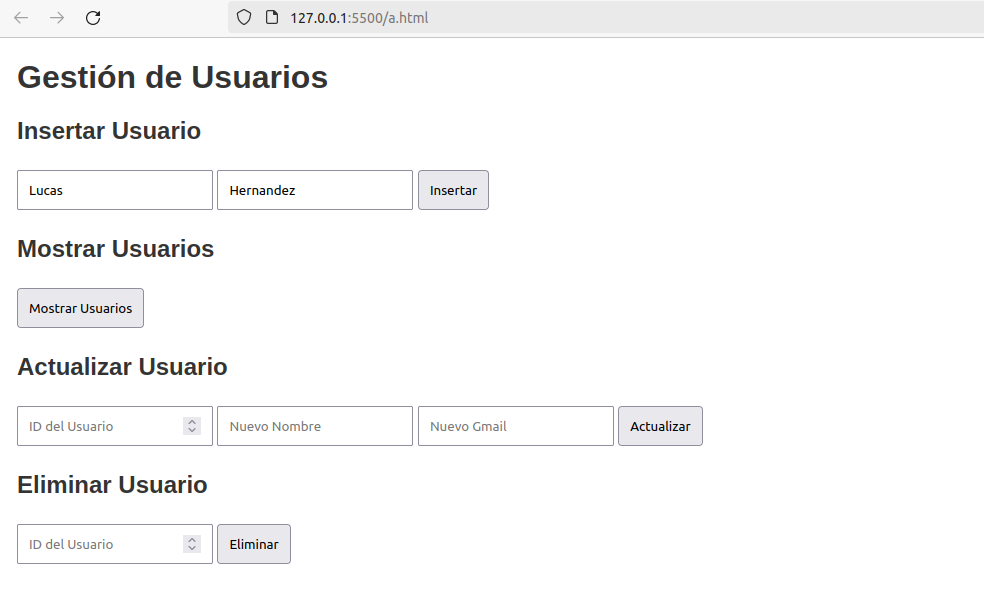 127.0.0.1:5500/a.html
Gestión de Usuarios
Insertar Usuario
Lucas Hernandez Insertar
Mostrar Usuarios
Mostrar Usuarios
Actualizar Usuario
ID del Usuario Nuevo Nombre Nuevo Gmail Actualizar
Eliminar Usuario
ID del Usuario Eliminar